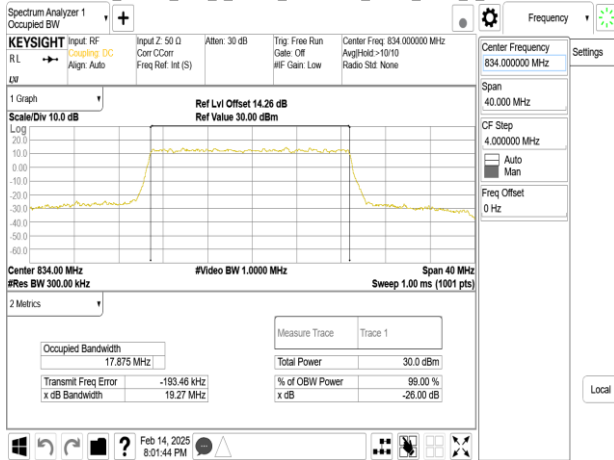 Spectrum Analyzer 1
Occupied BW
+
Frequency
KEYSIGHT
RL
LXI
Input: RF
Coupling: DC
Align: Auto
Input Z: 50 Ω
Corr CCorr
Freq Ref: Int (S)
Atten: 30 dB
Trig: Free Run
Gate: Off
#IF Gain: Low
Center Freq: 834.000000 MHz
Avg|Hold:>10/10
Radio Std: None
Center Frequency
834.000000 MHz
Settings
Span
40.000 MHz
CF Step
4.000000 MHz
Auto
Man
Freq Offset
0 Hz
Local
1 Graph
Scale/Div 10.0 dB
Ref Lvl Offset 14.26 dB
Ref Value 30.00 dBm
Log
20.0
10.0
0.00
-10.0
-20.0
-30.0
-40.0
-50.0
-60.0
Center 834.00 MHz
#Video BW 1.0000 MHz
Span 40 MHz
#Res BW 300.00 kHz
Sweep 1.00 ms (1001 pts)
2 Metrics
Measure Trace Trace 1
Occupied Bandwidth
17.875 MHz
Total Power 30.0 dBm
Transmit Freq Error -193.46 kHz
% of OBW Power 99.00 %
x dB Bandwidth 19.27 MHz
x dB -26.00 dB
?
Feb 14, 2025
8:01:44 PM